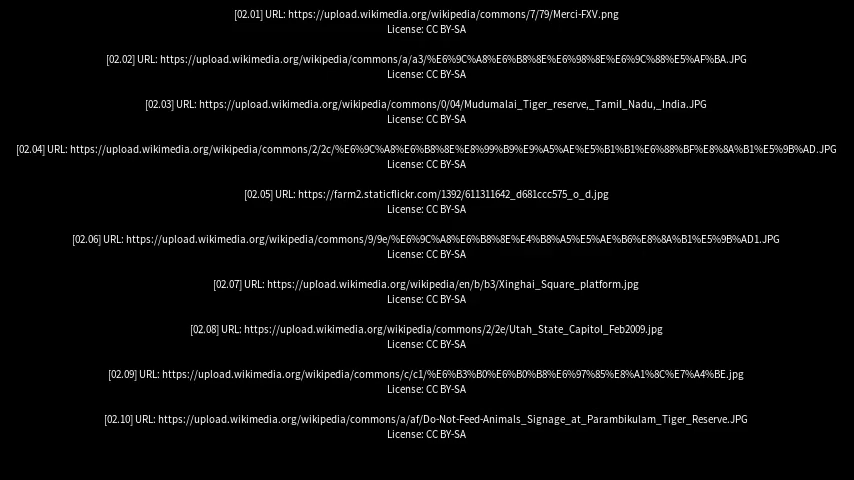 [02.01] URL: https://upload.wikimedia.org/wikipedia/commons/7/79/Merci-FXV.png
License: CC BY-SA
[02.02] URL: https://upload.wikimedia.org/wikipedia/commons/a/a3/%E6%9C%A8%E6%B8%8E%E6%98%8E%E6%9C%88%E5%AF%BA.JPG
License: CC BY-SA
[02.03] URL: https://upload.wikimedia.org/wikipedia/commons/0/04/Mudumalai_Tiger_reserve,_Tamil_Nadu,_India.JPG
License: CC BY-SA
[02.04] URL: https://upload.wikimedia.org/wikipedia/commons/2/2c/%E6%9C%A8%E6%B8%8E%E8%99%B9%E9%A5%AE%E5%B1%B1%E6%88%BF%E8%8A%B1%E5%9B%AD.JPG
License: CC BY-SA
[02.05] URL: https://farm2.staticflickr.com/1392/611311642_d681ccc575_o_d.jpg
License: CC BY-SA
[02.06] URL: https://upload.wikimedia.org/wikipedia/commons/9/9e/%E6%9C%A8%E6%B8%8E%E4%B8%A5%E5%AE%B6%E8%8A%B1%E5%9B%AD1.JPG
License: CC BY-SA
[02.07] URL: https://upload.wikimedia.org/wikipedia/en/b/b3/Xinghai_Square_platform.jpg
License: CC BY-SA
[02.08] URL: https://upload.wikimedia.org/wikipedia/commons/2/2e/Utah_State_Capitol_Feb2009.jpg
License: CC BY-SA
[02.09] URL: https://upload.wikimedia.org/wikipedia/commons/c/c1/%E6%B3%B0%E6%B0%B8%E6%97%85%E8%A1%8C%E7%A4%BE.jpg
License: CC BY-SA
[02.10] URL: https://upload.wikimedia.org/wikipedia/commons/a/af/Do-Not-Feed-Animals_Signage_at_Parambikulam_Tiger_Reserve.JPG
License: CC BY-SA